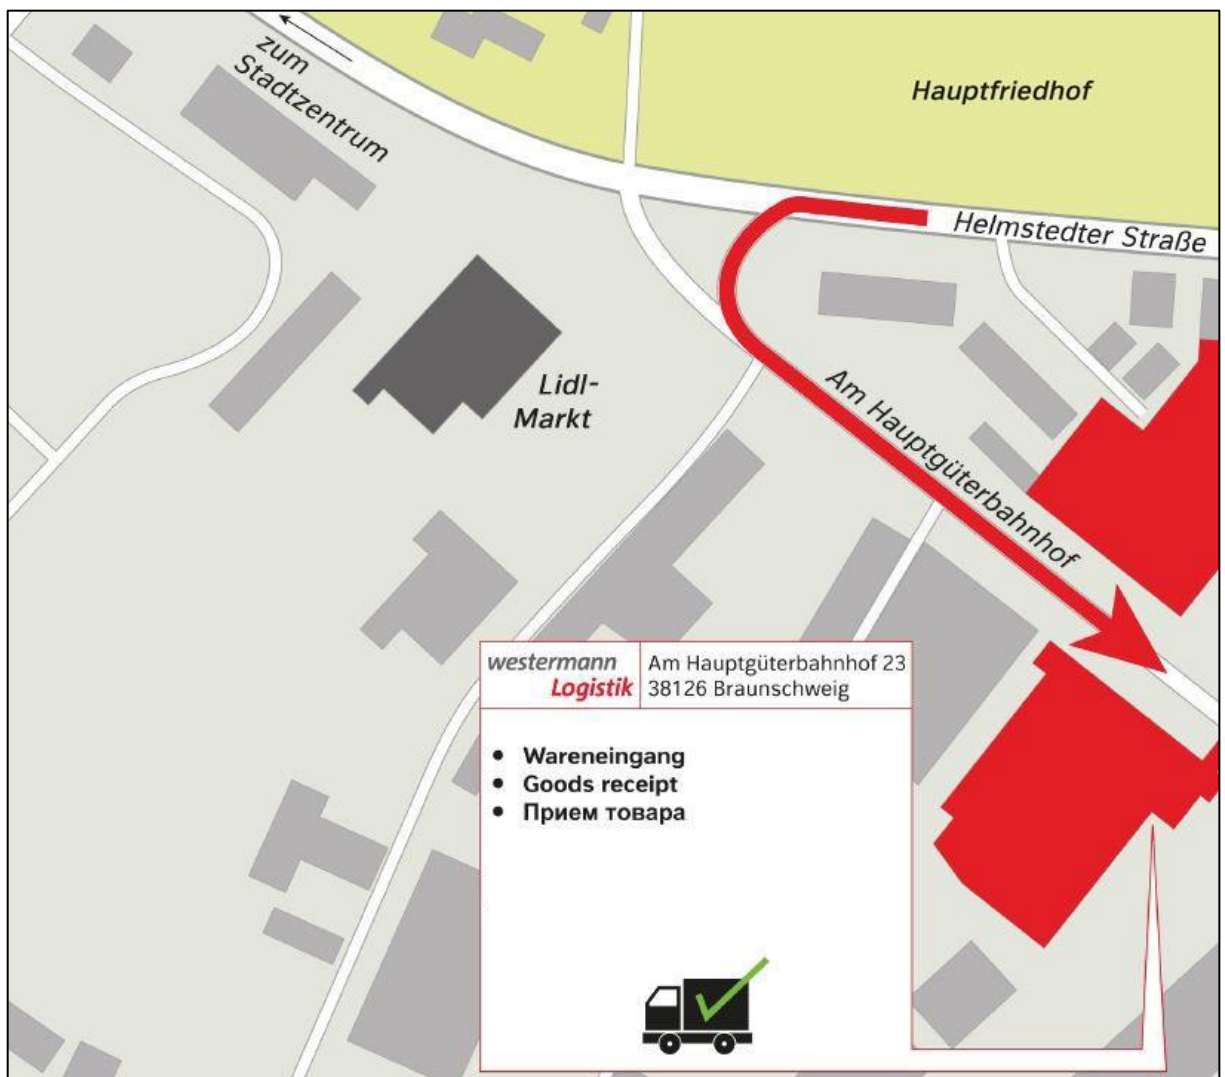 zum
Stadtzentrum
Hauptfriedhof
Helmstedter Straße
Lidl-
Markt
Am Hauptgüterbahnhof
westermann
Logistik
Am Hauptgüterbahnhof 23
38126 Braunschweig
• Wareneingang
• Goods receipt
• Прием товара